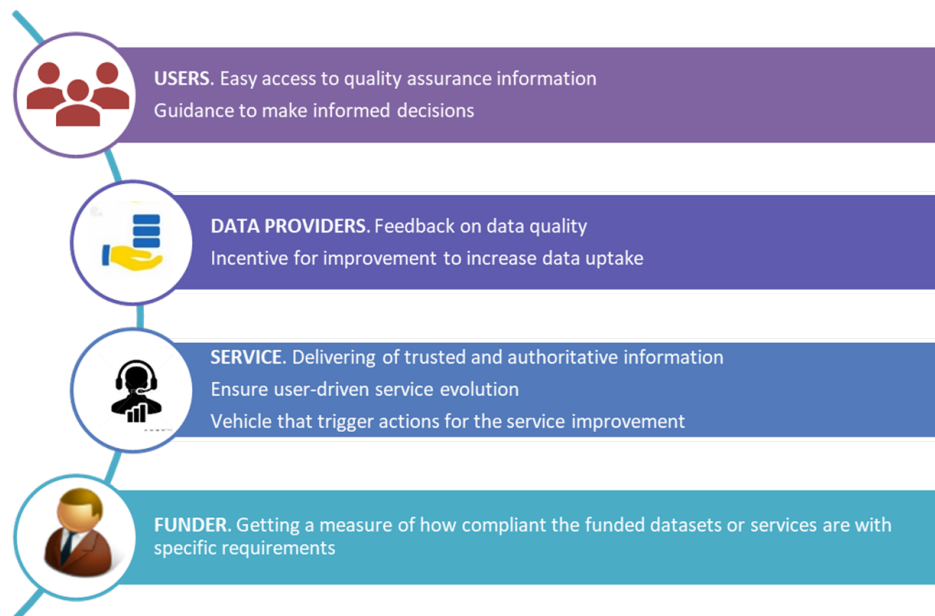 USERS. Easy access to quality assurance information
Guidance to make informed decisions
DATA PROVIDERS. Feedback on data quality
Incentive for improvement to increase data uptake
SERVICE. Delivering of trusted and authoritative information
Ensure user-driven service evolution
Vehicle that trigger actions for the service improvement
FUNDER. Getting a measure of how compliant the funded datasets or services are with
specific requirements